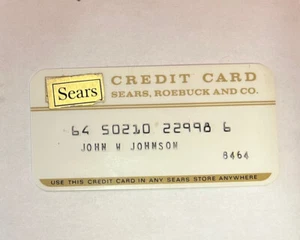 Sears
CREDIT CARD
SEARS, ROEBUCK AND CO.
64 50210 22998 6
JOHN W JOHNSON
8464
USE THIS CREDIT CARD IN ANY SEARS STORE ANYWHERE